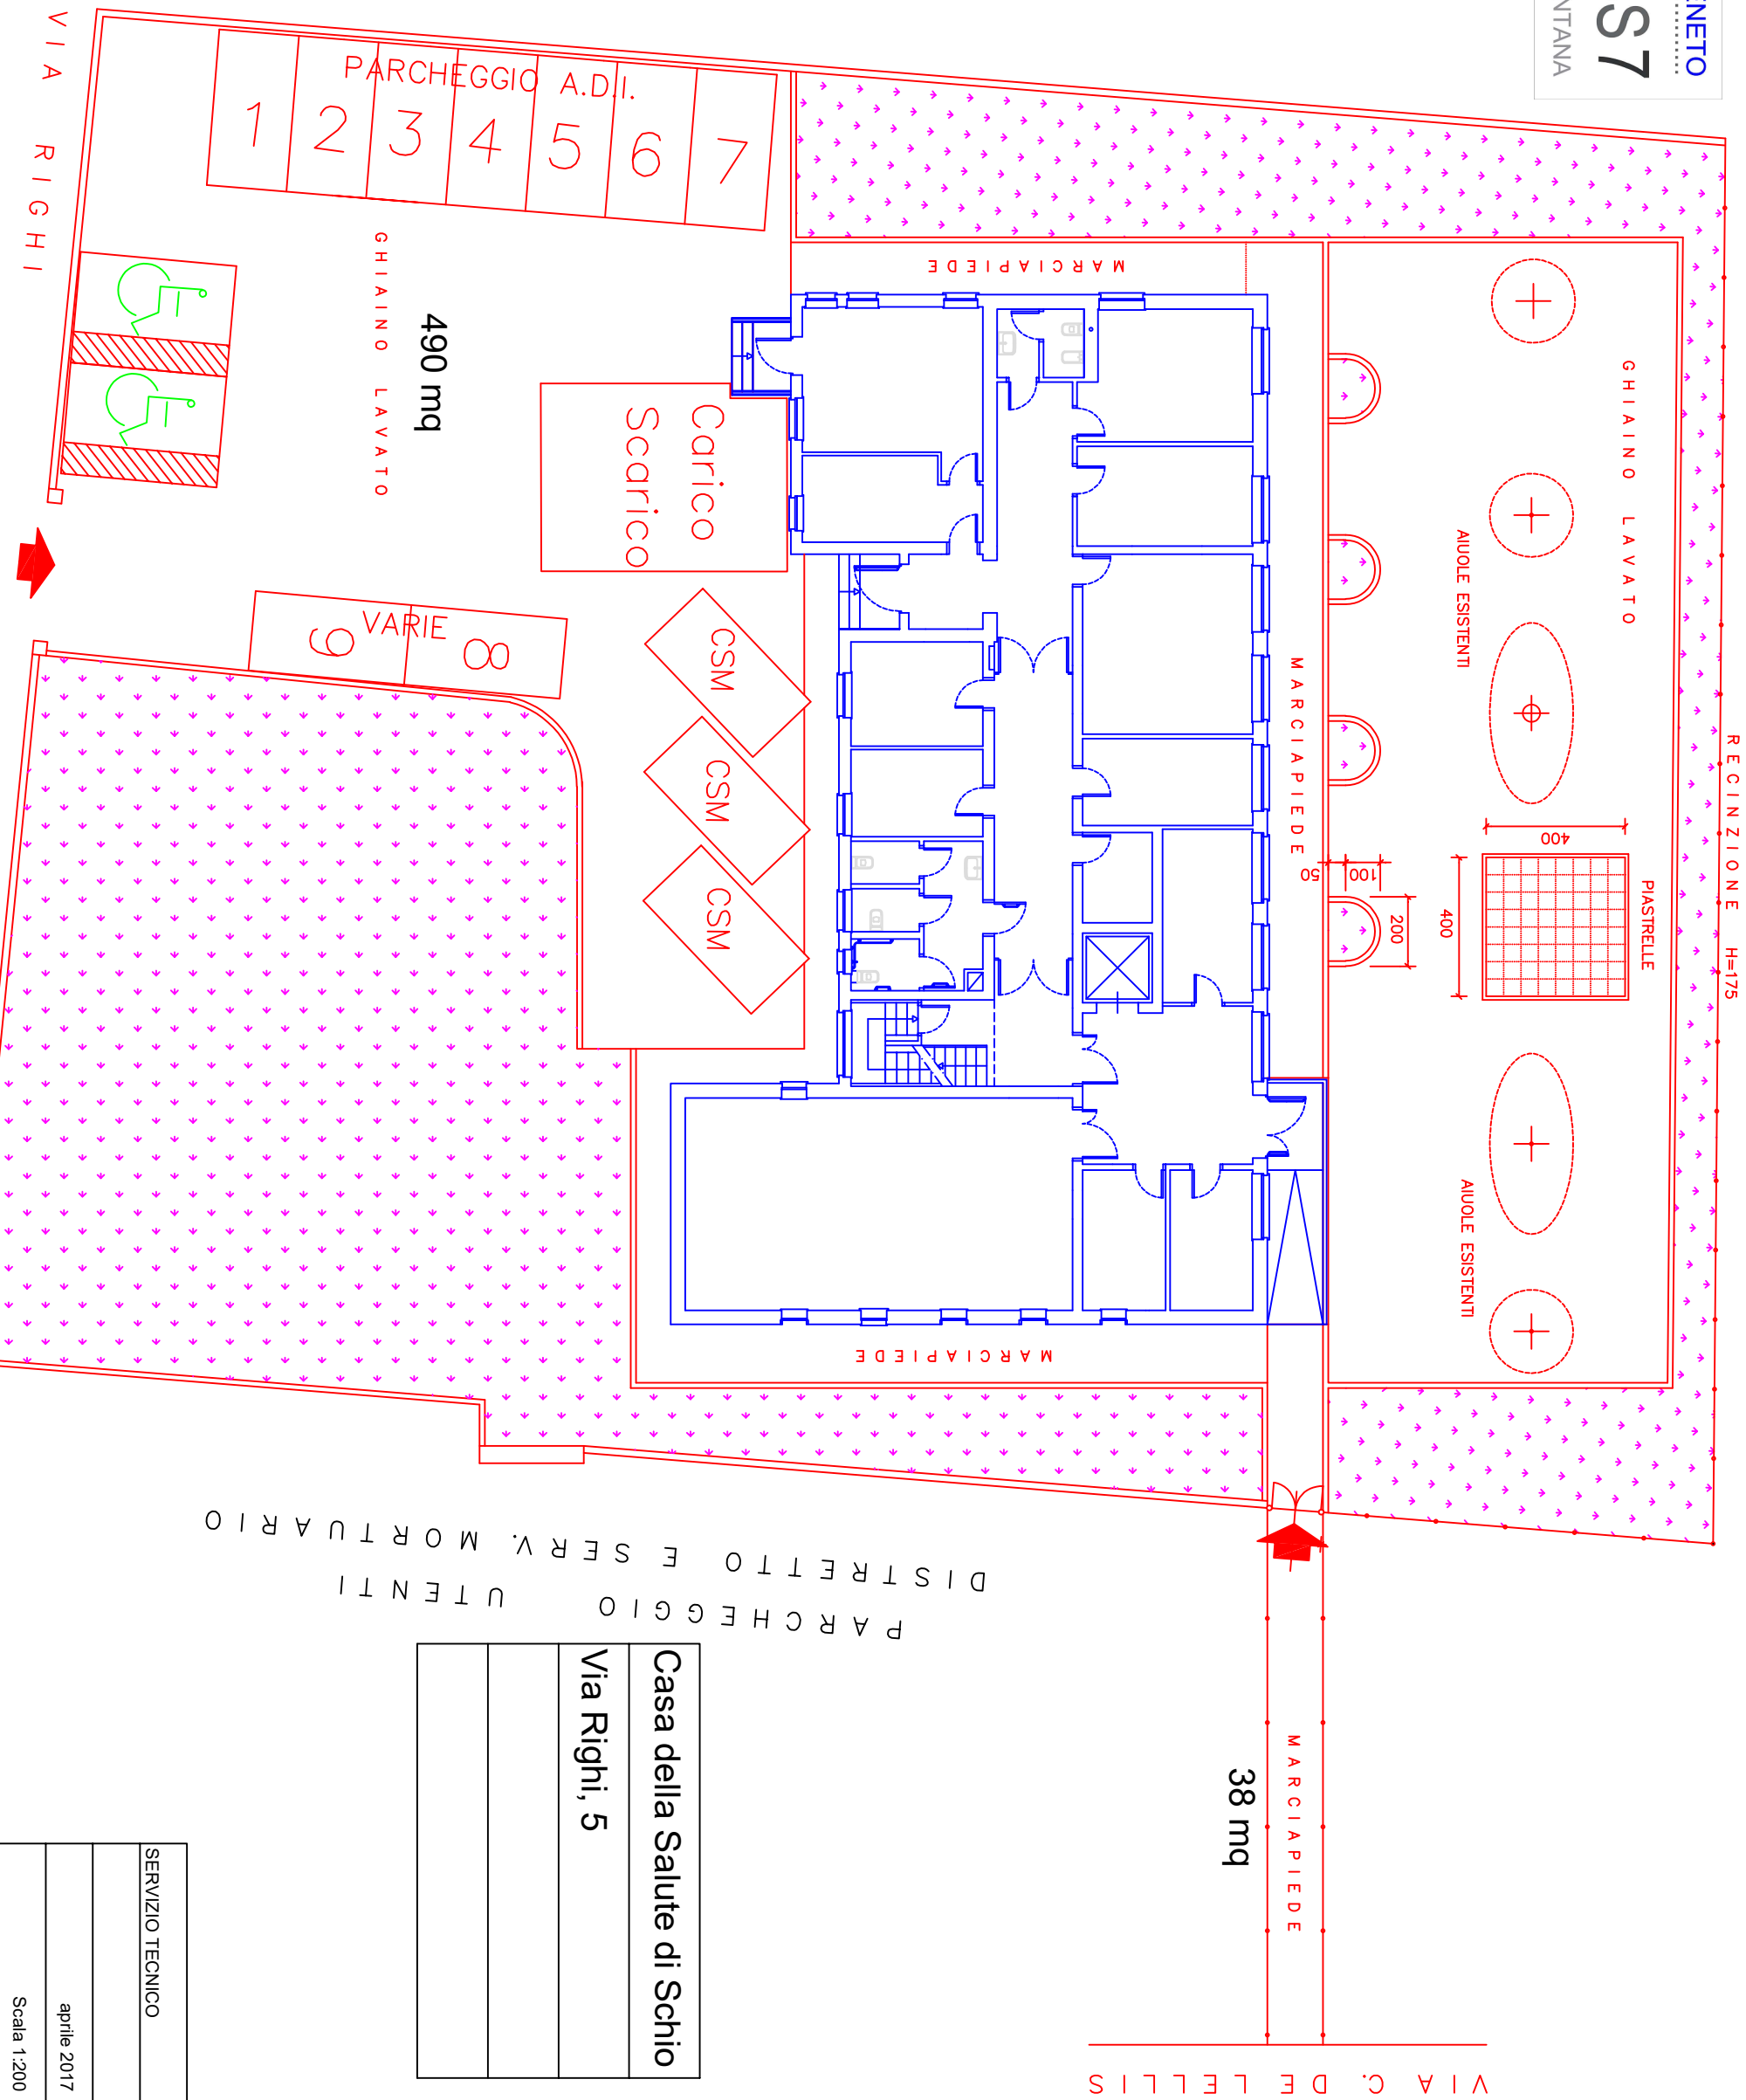 ENETO
S7
NTANA
VIA RIGHI
PARCHEGGIO A.D.I.
1
2
3
4
5
6
7
GHIAINO LAVATO
490 mq
Carico
Scarico
VARIE
9
8
CSM
CSM
CSM
MARCIAPIEDE
MARCIAPIEDE
MARCIAPIEDE
GHIAINO LAVATO
AIUOLE ESISTENTI
AIUOLE ESISTENTI
RECINZIONE H=175
PIASTRELLE
400
400
50
100
200
PARCHEGGIO UTENTI
DISTRETTO E SERV. MORTUARIO
MARCIAPIEDE
38 mq
VIA C. DE LELLIS
Casa della Salute di Schio
Via Righi, 5
SERVIZIO TECNICO
aprile 2017
Scala 1:200